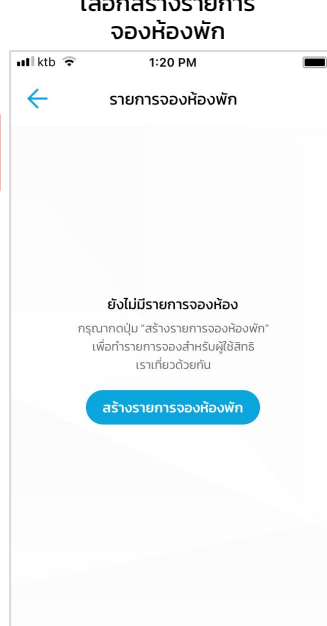 เลือกสร้างรายการ
จองห้องพัก
ktb 1:20 PM
รายการจองห้องพัก
ยังไม่มีรายการจองห้อง
กรุณากดปุ่ม "สร้างรายการจองห้องพัก"
เพื่อทำรายการจองสำหรับผู้ใช้สิทธิ
เราเที่ยวด้วยกัน
สร้างรายการจองห้องพัก